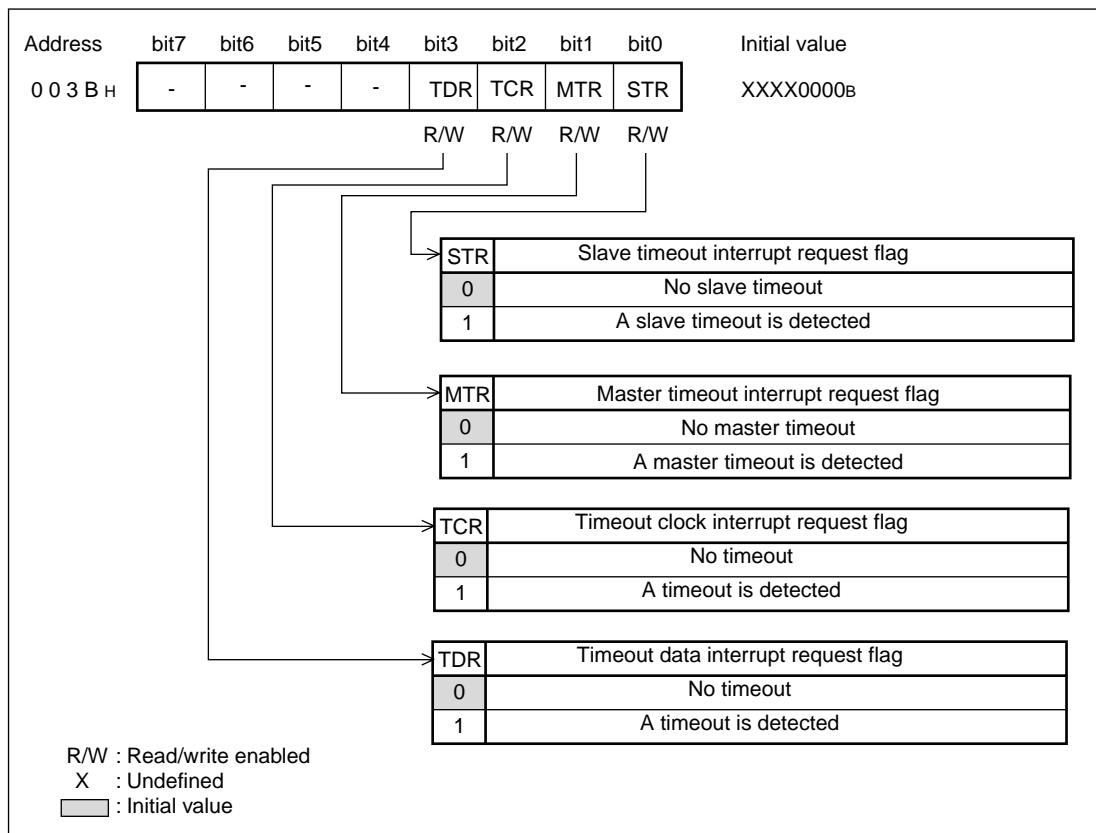 Address bit7 bit6 bit5 bit4 bit3 bit2 bit1 bit0 Initial value
0 0 3 B H - - - - TDR TCR MTR STR XXXX0000B
R/W R/W R/W R/W
STR Slave timeout interrupt request flag
0 No slave timeout
1 A slave timeout is detected
MTR Master timeout interrupt request flag
0 No master timeout
1 A master timeout is detected
TCR Timeout clock interrupt request flag
0 No timeout
1 A timeout is detected
TDR Timeout data interrupt request flag
0 No timeout
1 A timeout is detected
R/W : Read/write enabled
X : Undefined
: Initial value